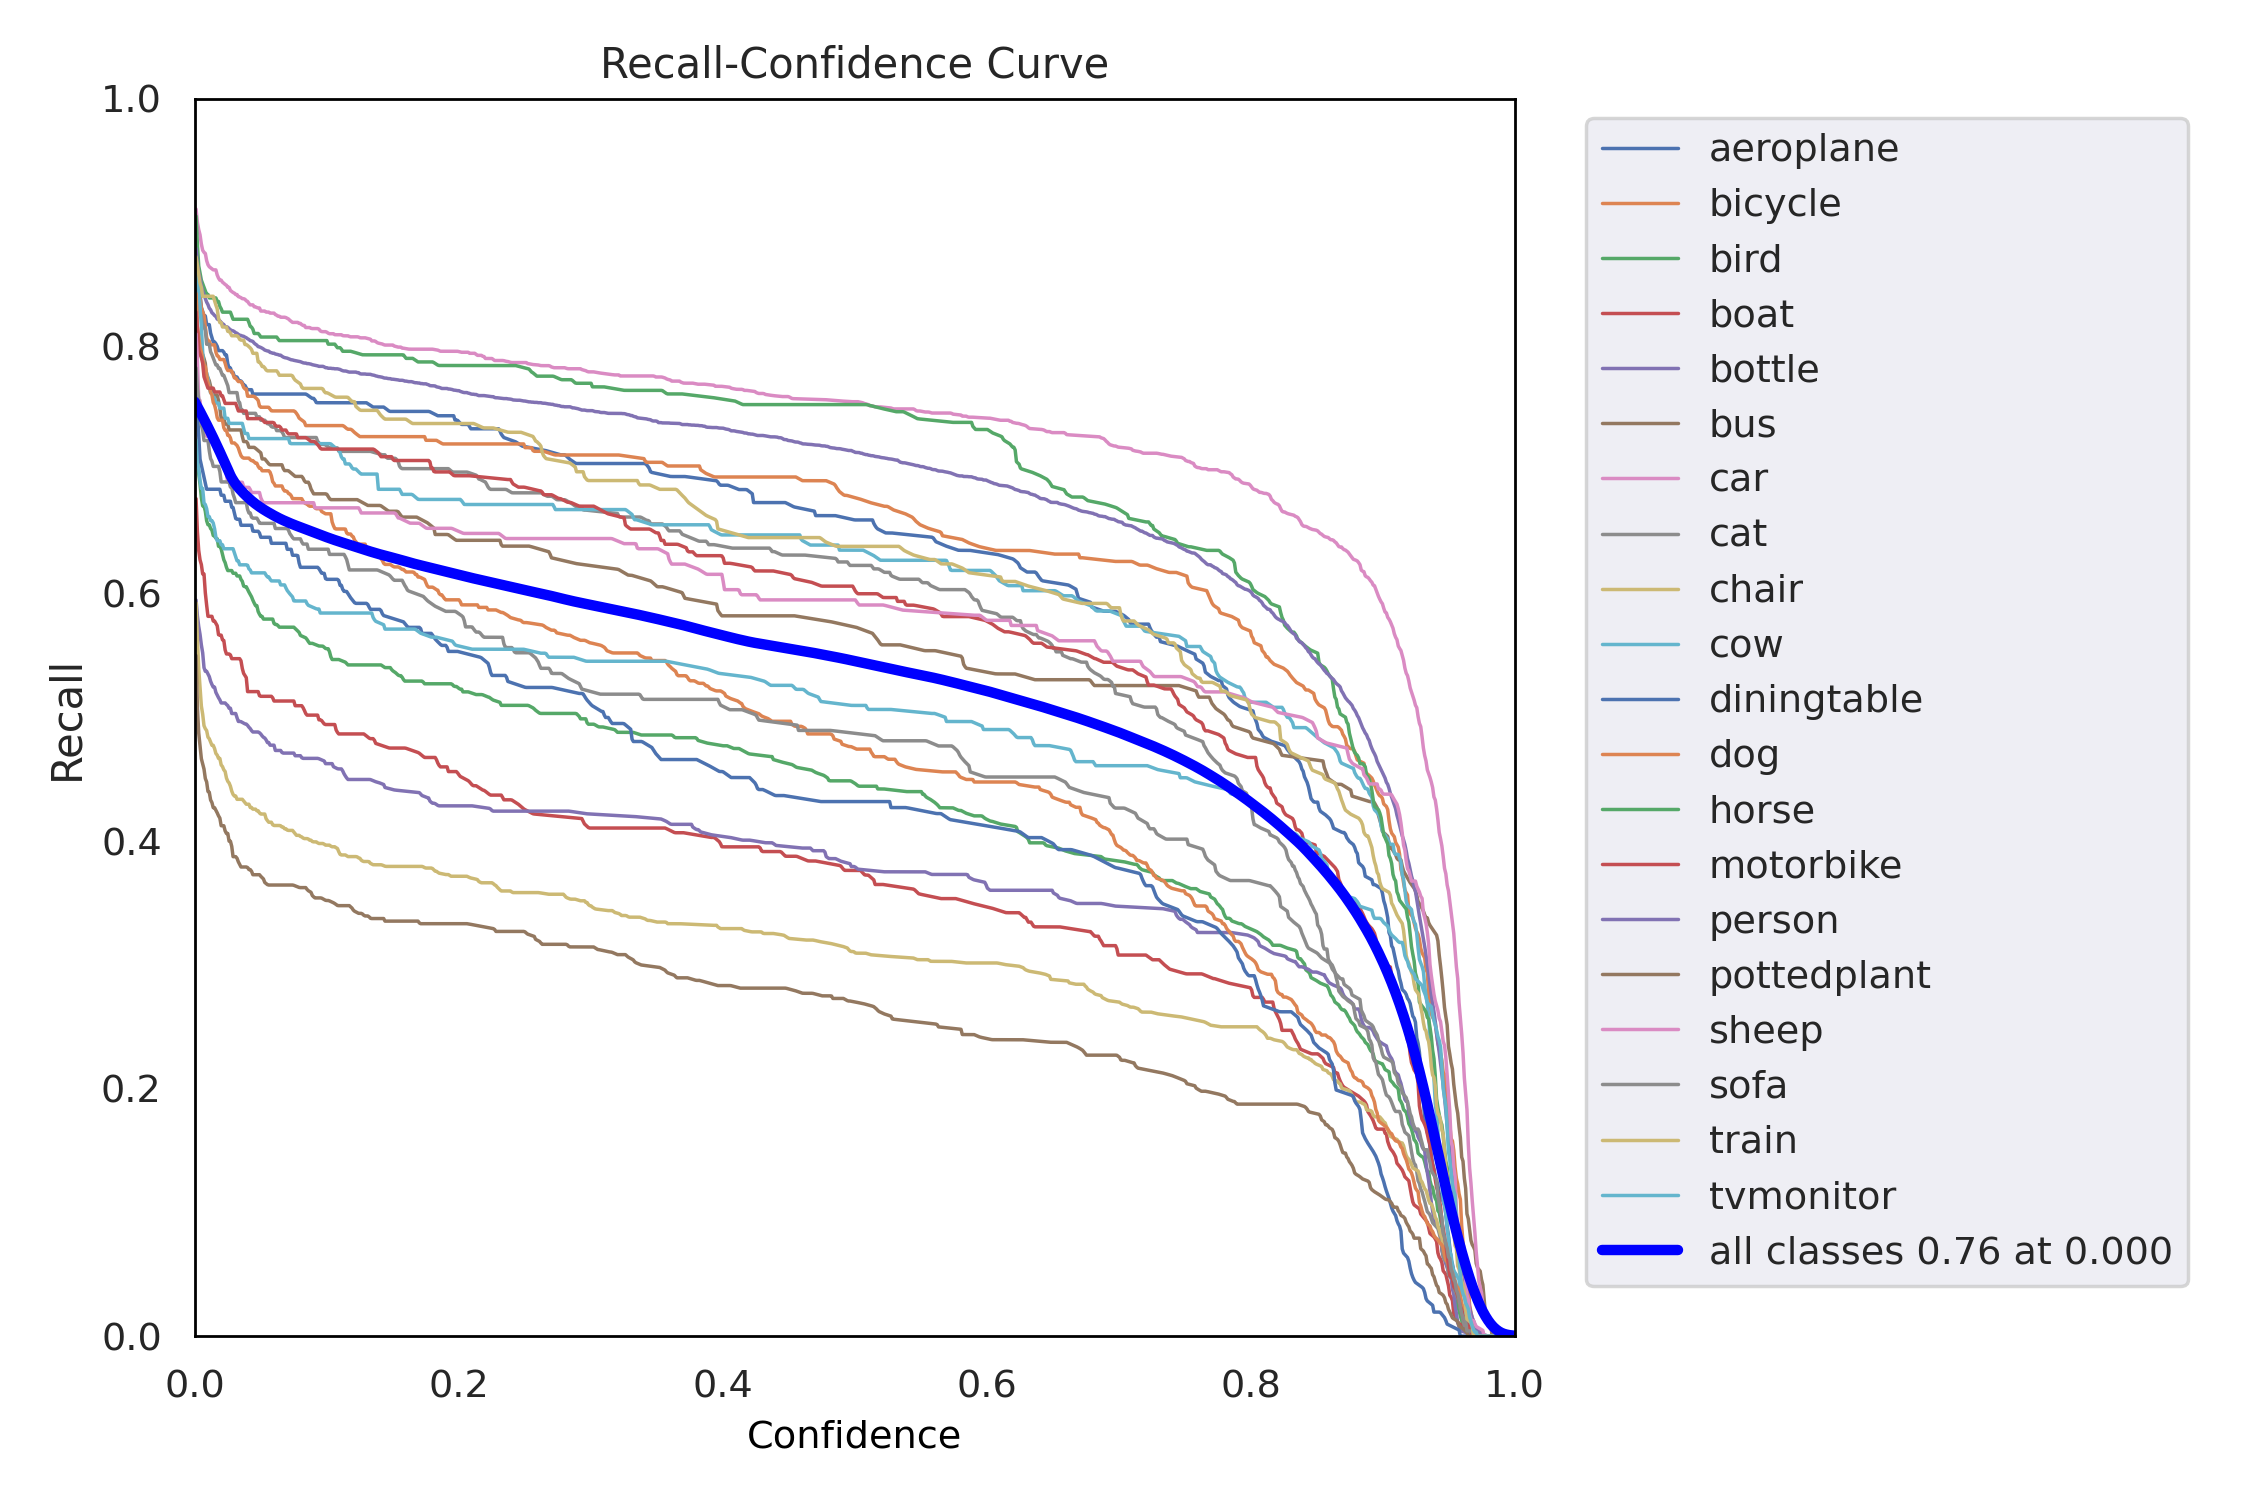 Recall-Confidence Curve
1.0
0.8
0.6
0.4
0.2
0.0
Recall
0.0 0.2 0.4 0.6 0.8 1.0
Confidence
aeroplane
bicycle
bird
boat
bottle
bus
car
cat
chair
cow
diningtable
dog
horse
motorbike
person
pottedplant
sheep
sofa
train
tvmonitor
all classes 0.76 at 0.000